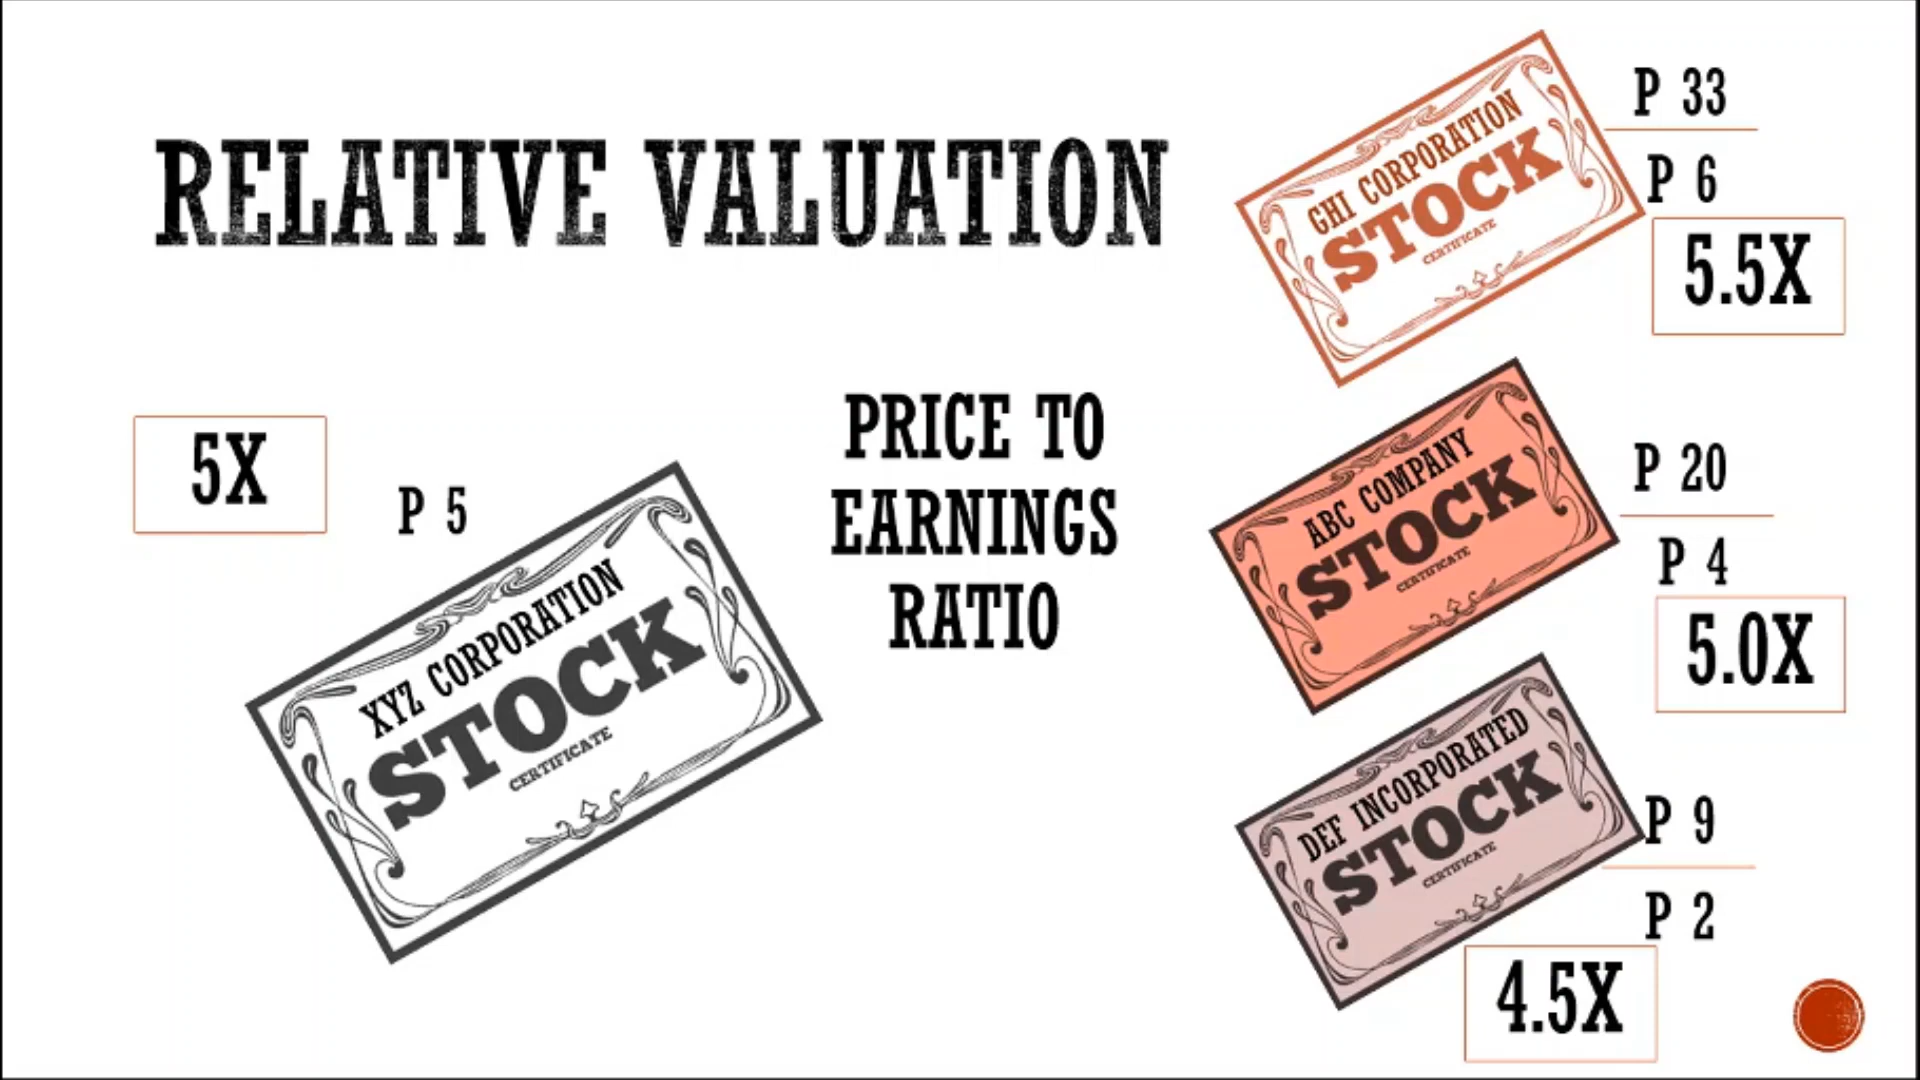 RELATIVE VALUATION
5X
P 5
XYZ CORPORATION
STOCK
CERTIFICATE
PRICE TO
EARNINGS
RATIO
GHI CORPORATION
STOCK
CERTIFICATE
P 33
P 6
5.5X
ABC COMPANY
STOCK
CERTIFICATE
P 20
P 4
5.0X
DEF INCORPORATED
STOCK
CERTIFICATE
P 9
P 2
4.5X